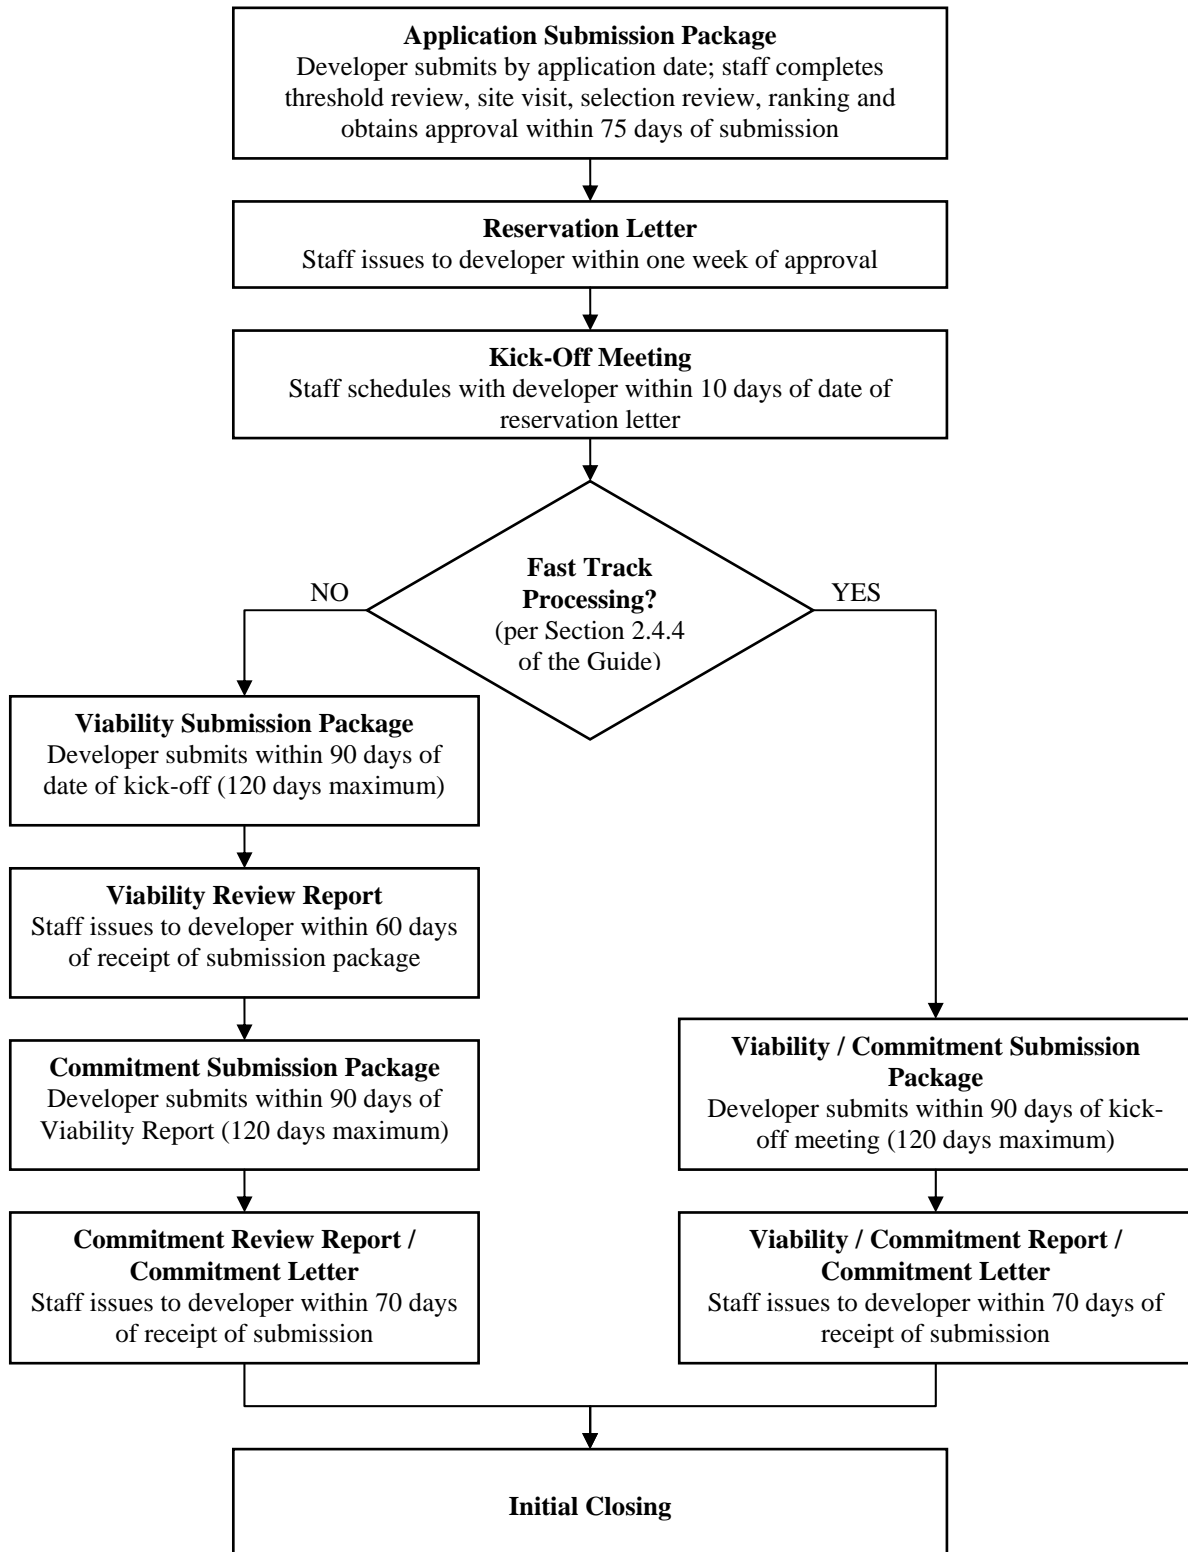 Application Submission Package
Developer submits by application date; staff completes
threshold review, site visit, selection review, ranking and
obtains approval within 75 days of submission
Reservation Letter
Staff issues to developer within one week of approval
Kick-Off Meeting
Staff schedules with developer within 10 days of date of
reservation letter
Fast Track
Processing?
(per Section 2.4.4
of the Guide)
NO
YES
Viability Submission Package
Developer submits within 90 days of
date of kick-off (120 days maximum)
Viability Review Report
Staff issues to developer within 60 days
of receipt of submission package
Commitment Submission Package
Developer submits within 90 days of
Viability Report (120 days maximum)
Commitment Review Report /
Commitment Letter
Staff issues to developer within 70 days
of receipt of submission
Viability / Commitment Submission
Package
Developer submits within 90 days of kick-
off meeting (120 days maximum)
Viability / Commitment Report /
Commitment Letter
Staff issues to developer within 70 days of
receipt of submission
Initial Closing